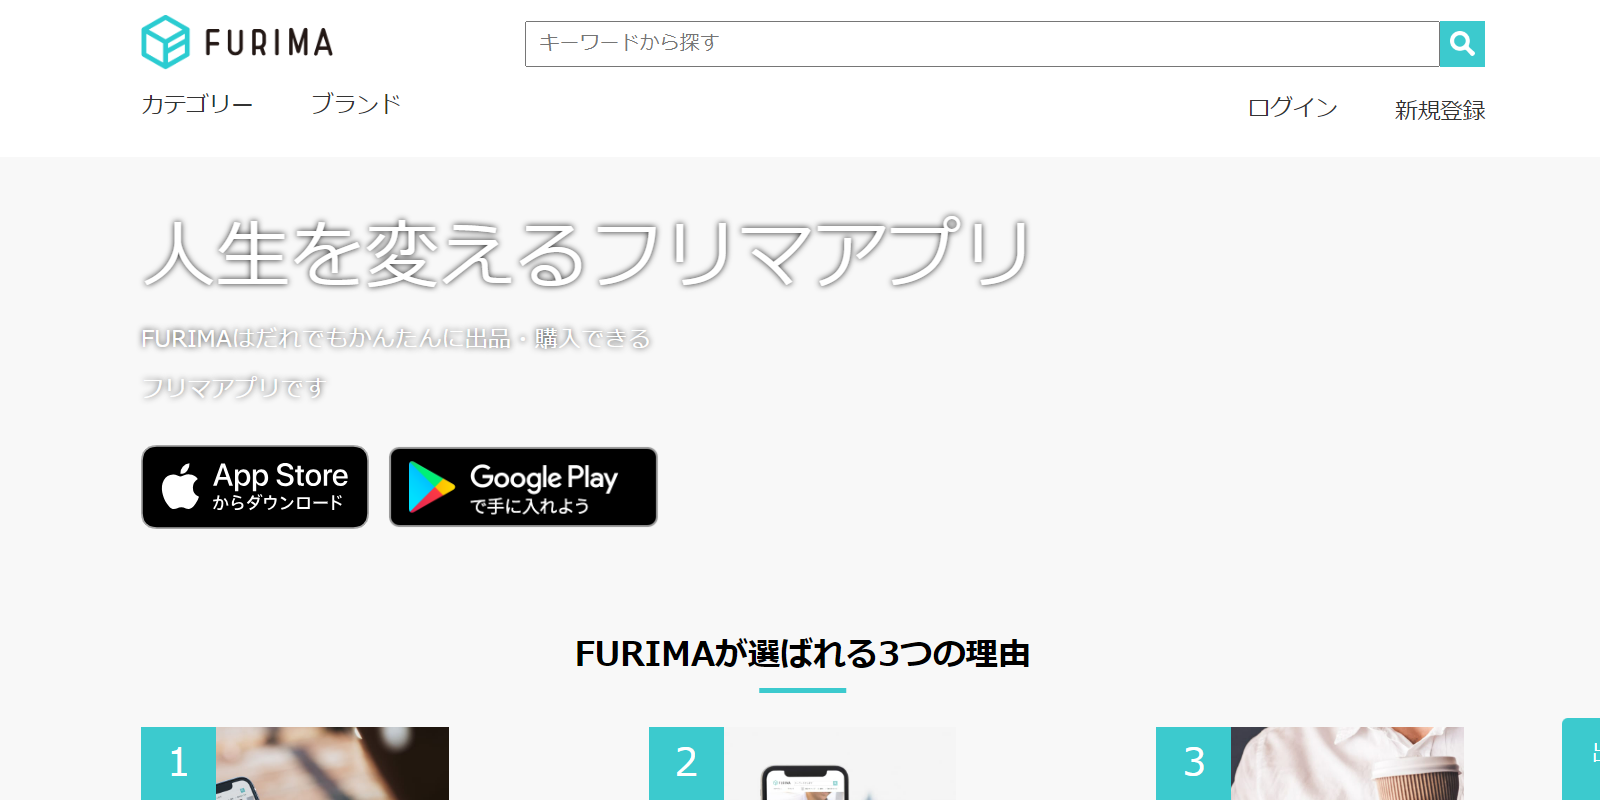 FURIMA
キーワードから探す
カテゴリー
ブランド
ログイン
新規登録
人生を変えるフリマアプリ
FURIMAはだれでもかんたんに出品・購入できる
フリマアプリです
App Store
からダウンロード
Google Play
で手に入れよう
FURIMAが選ばれる3つの理由
1
2
3